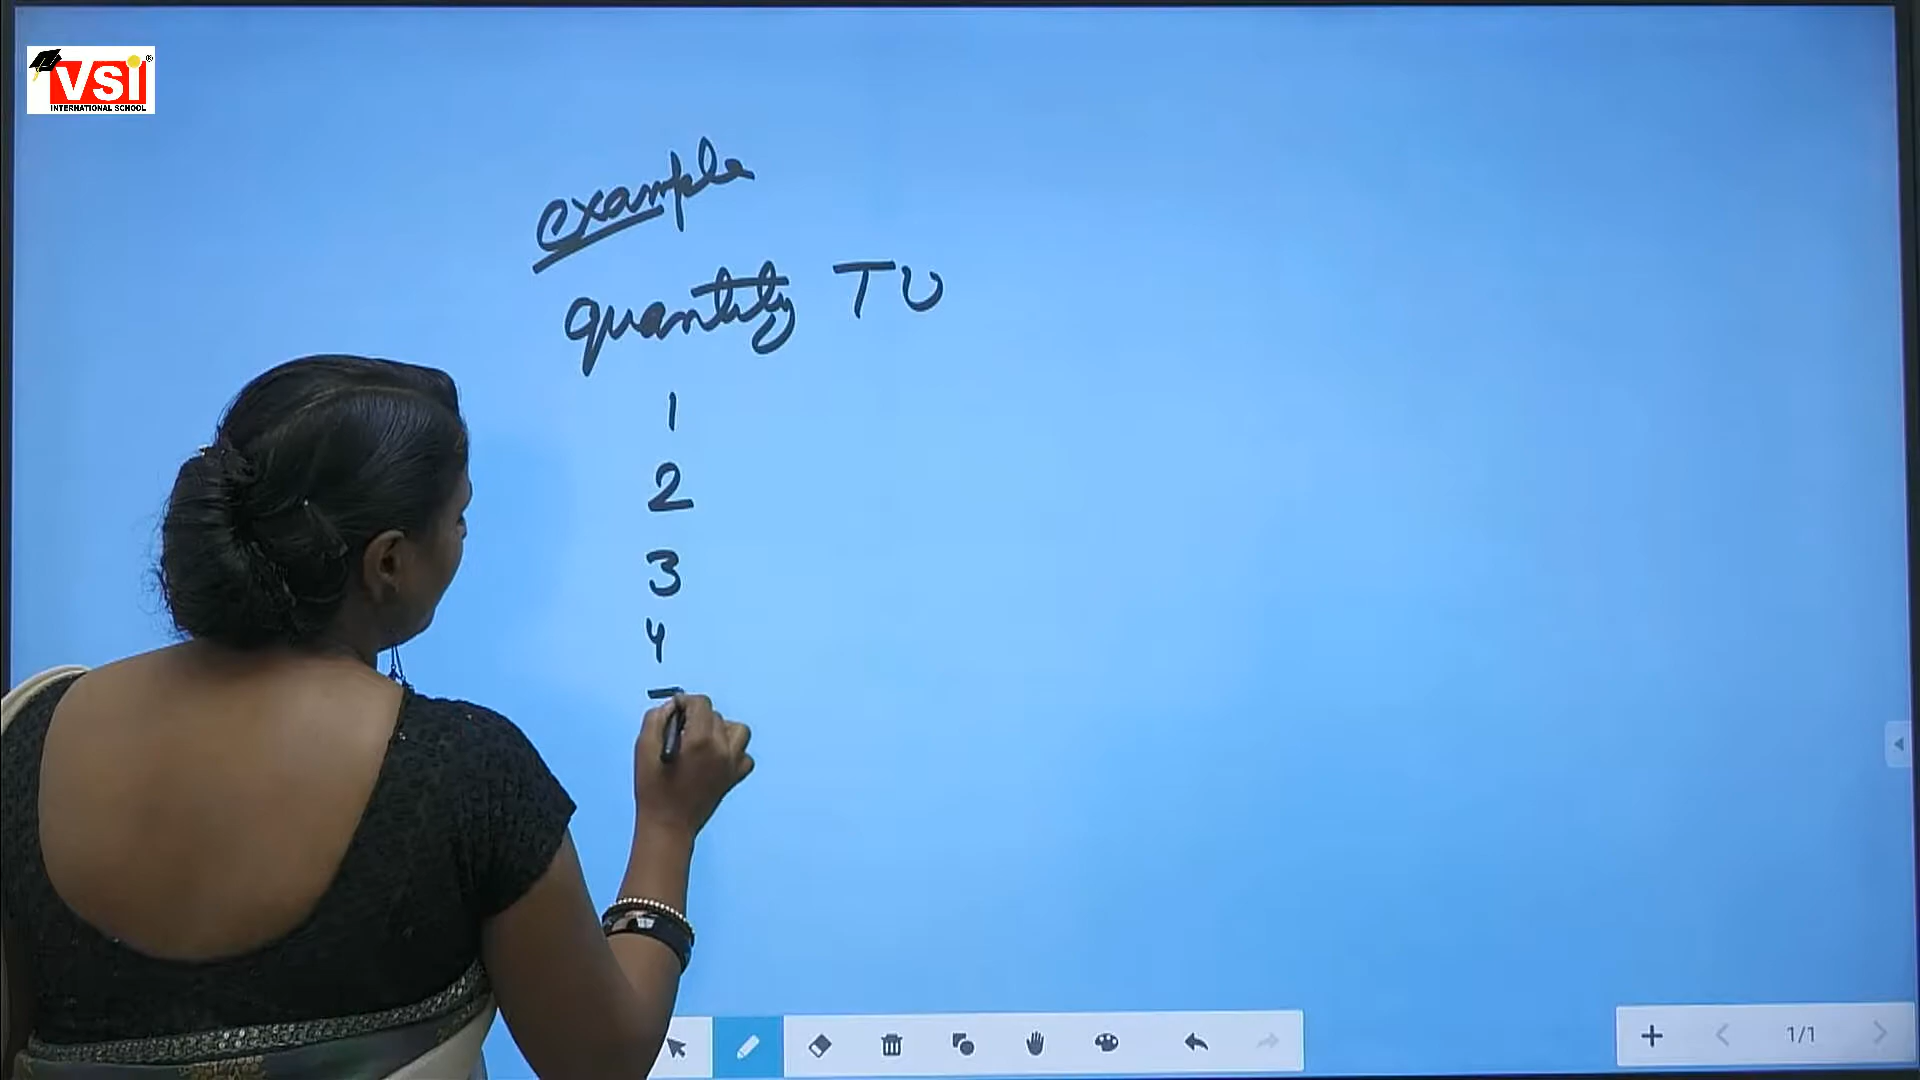 VSI
INTERNATIONAL SCHOOL
example
quantity TU
1
2
3
4
1/1